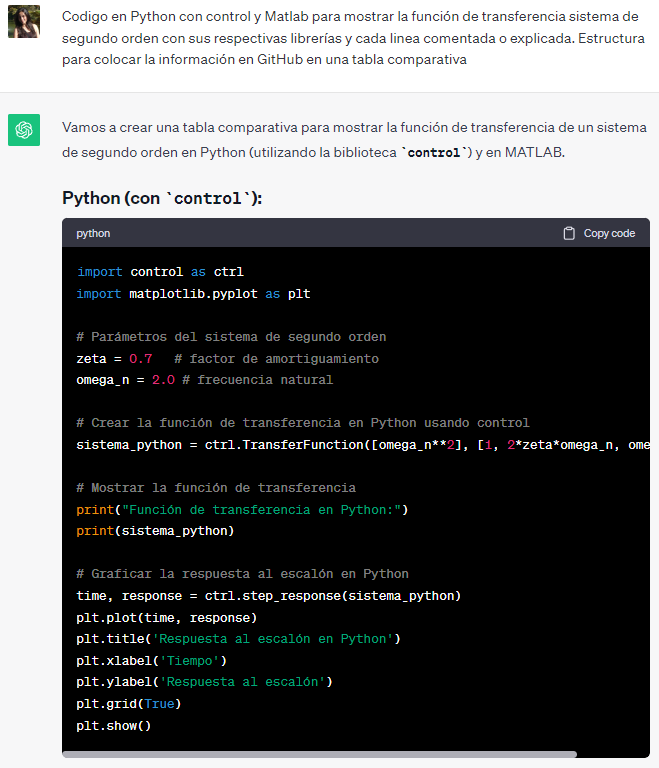 Codigo en Python con control y Matlab para mostrar la función de transferencia sistema de
segundo orden con sus respectivas librerías y cada linea comentada o explicada. Estructura
para colocar la información en GitHub en una tabla comparativa
Vamos a crear una tabla comparativa para mostrar la función de transferencia de un sistema
de segundo orden en Python (utilizando la biblioteca `control`) y en MATLAB.
Python (con `control`):
python
Copy code
import control as ctrl
import matplotlib.pyplot as plt
# Parámetros del sistema de segundo orden
zeta = 0.7   # factor de amortiguamiento
omega_n = 2.0 # frecuencia natural
# Crear la función de transferencia en Python usando control
sistema_python = ctrl.TransferFunction([omega_n**2], [1, 2*zeta*omega_n, ome
# Mostrar la función de transferencia
print("Función de transferencia en Python:")
print(sistema_python)
# Graficar la respuesta al escalón en Python
time, response = ctrl.step_response(sistema_python)
plt.plot(time, response)
plt.title('Respuesta al escalón en Python')
plt.xlabel('Tiempo')
plt.ylabel('Respuesta al escalón')
plt.grid(True)
plt.show()